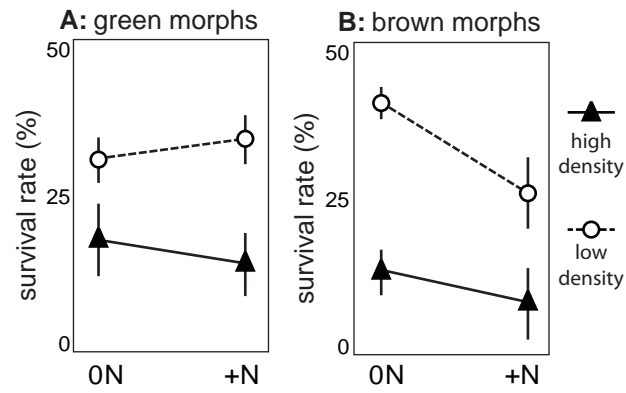 A: green morphs
50
25
0
survival rate (%)
0N
+N
B: brown morphs
50
25
0
survival rate (%)
0N
+N
high
density
low
density